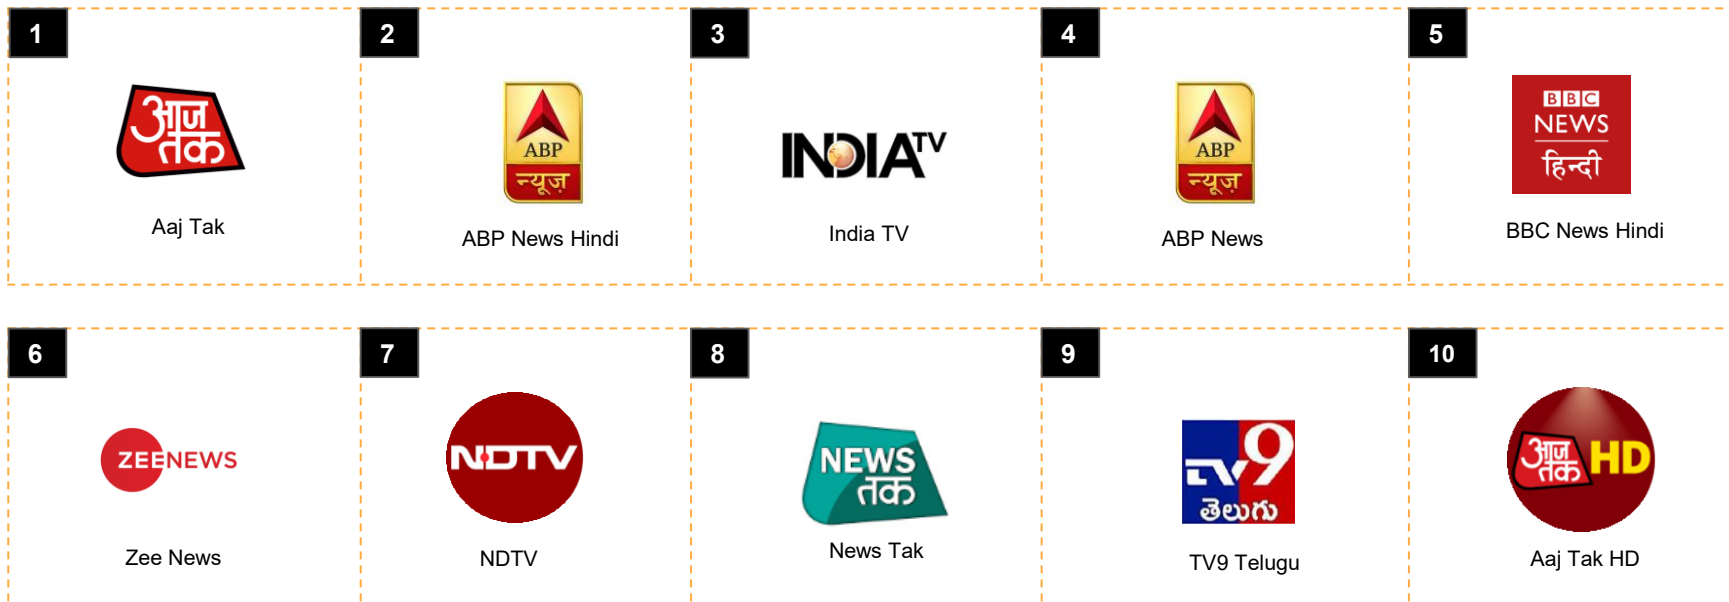 1
2
3
4
5
आज
तक
ABP
न्यूज़
INDIA TV
ABP
न्यूज़
BBC
NEWS
हिन्दी
Aaj Tak
ABP News Hindi
India TV
ABP News
BBC News Hindi
6
7
8
9
10
ZEENEWS
NDTV
NEWS
तक
TV9
తెలుగు
आज
तक
HD
Zee News
NDTV
News Tak
TV9 Telugu
Aaj Tak HD